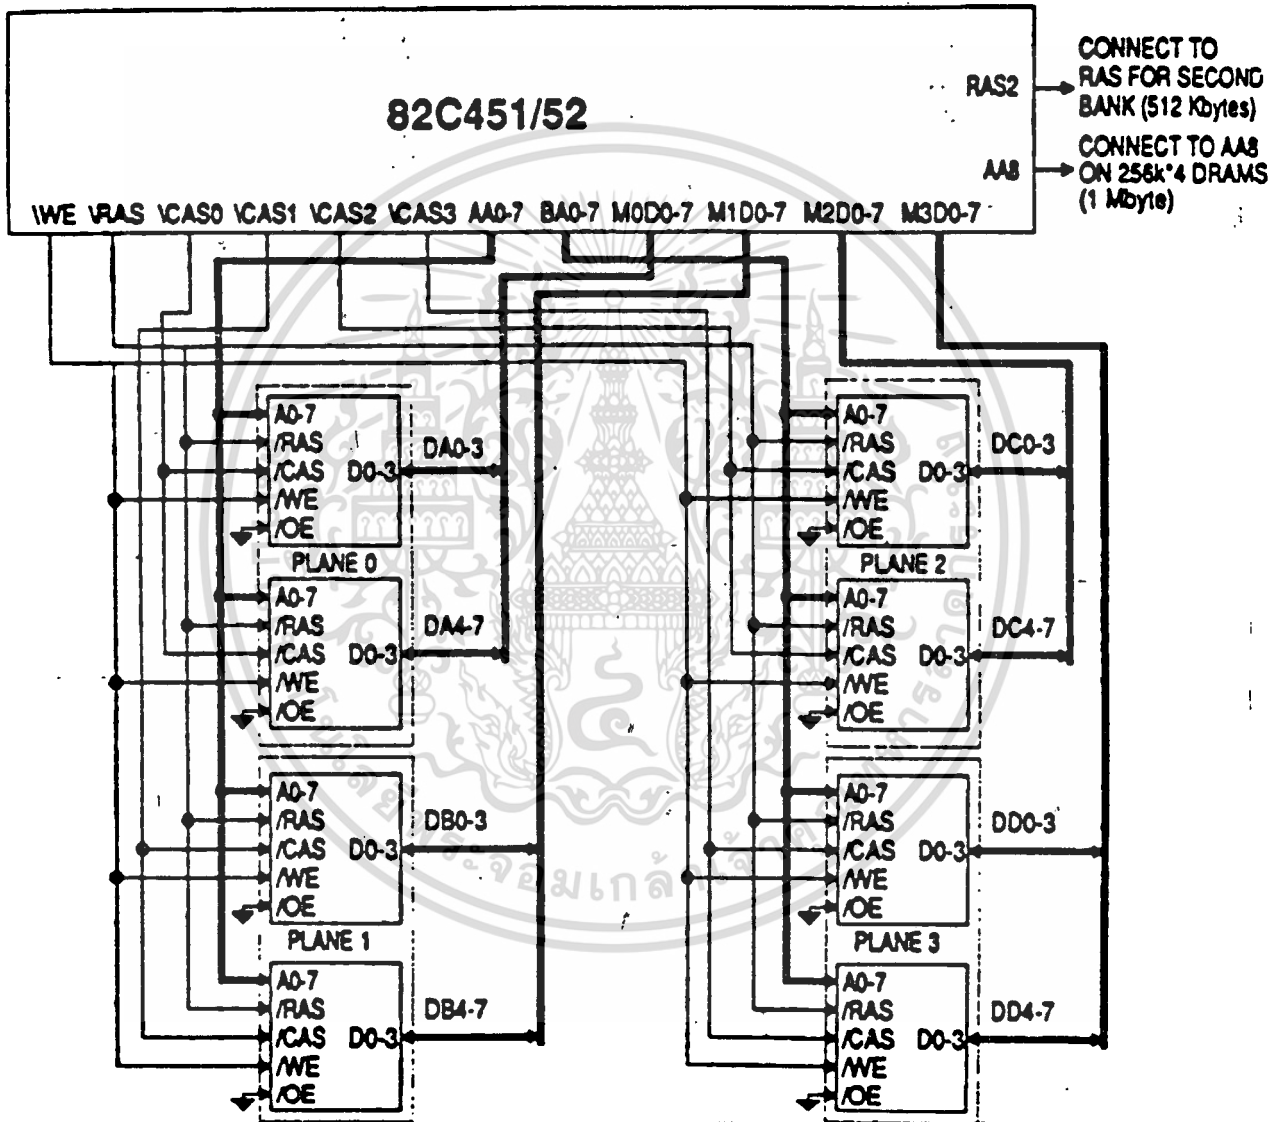 82C451/52
RAS2
CONNECT TO
RAS FOR SECOND
BANK (512 Kbytes)
AA8
CONNECT TO AA8
ON 256k*4 DRAMS
(1 Mbyte)
\WE \RAS \CAS0 \CAS1 \CAS2 \CAS3 AA0-7 BA0-7 M0D0-7 M1D0-7 M2D0-7 M3D0-7
A0-7
/RAS
/CAS D0-3
/WE
/OE
DA0-3
PLANE 0
A0-7
/RAS
/CAS D0-3
/WE
/OE
DA4-7
A0-7
/RAS
/CAS D0-3
/WE
/OE
DB0-3
PLANE 1
A0-7
/RAS
/CAS D0-3
/WE
/OE
DB4-7
A0-7
/RAS
/CAS D0-3
/WE
/OE
DC0-3
PLANE 2
A0-7
/RAS
/CAS D0-3
/WE
/OE
DC4-7
A0-7
/RAS
/CAS D0-3
/WE
/OE
DD0-3
PLANE 3
A0-7
/RAS
/CAS D0-3
/WE
/OE
DD4-7